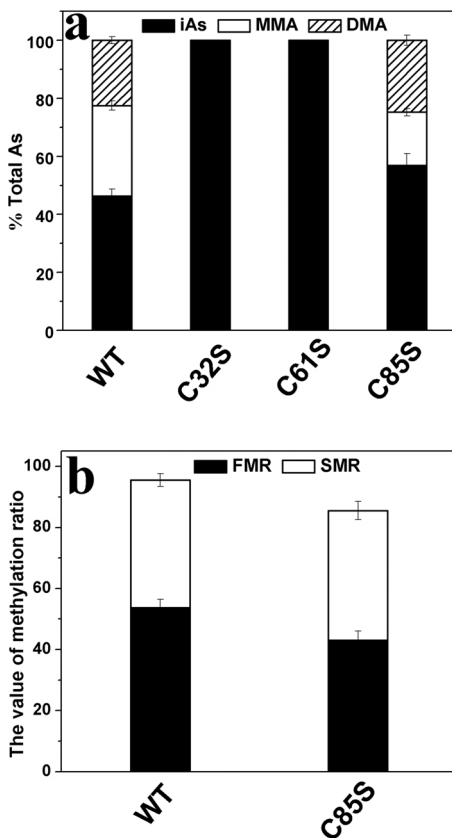 a
iAs MMA DMA
100
80
60
40
20
0
% Total As
WT C32S C61S C85S
b
FMR SMR
100
80
60
40
20
0
The value of methylation ratio
WT C85S